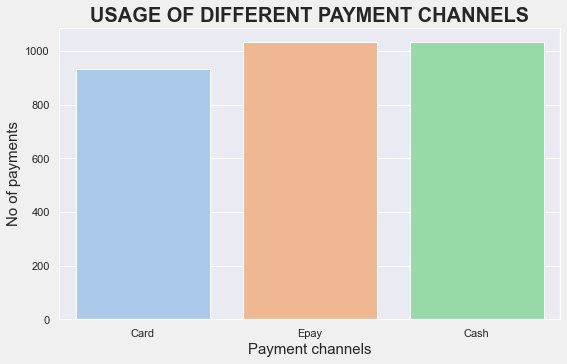 USAGE OF DIFFERENT PAYMENT CHANNELS
No of payments
1000
800
600
400
200
0
Card Epay Cash
Payment channels